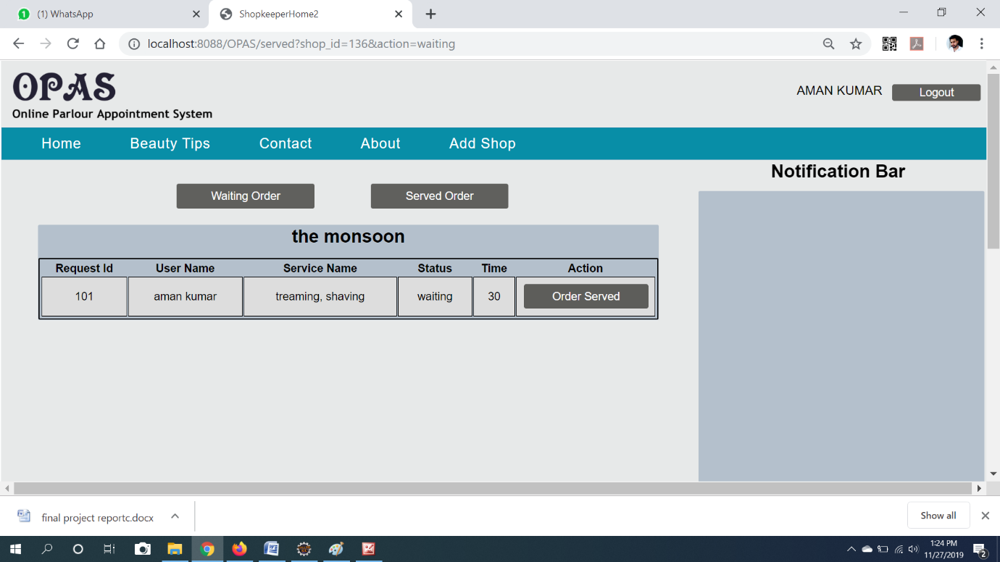 (1) WhatsApp
ShopkeeperHome2
localhost:8088/OPAS/served?shop_id=136&action=waiting
OPAS
Online Parlour Appointment System
AMAN KUMAR
Logout
Home
Beauty Tips
Contact
About
Add Shop
Notification Bar
Waiting Order
Served Order
the monsoon
Request Id User Name Service Name Status Time Action
101 aman kumar treaming, shaving waiting 30 Order Served
final project reportc.docx
Show all
1:24 PM
11/27/2019
2